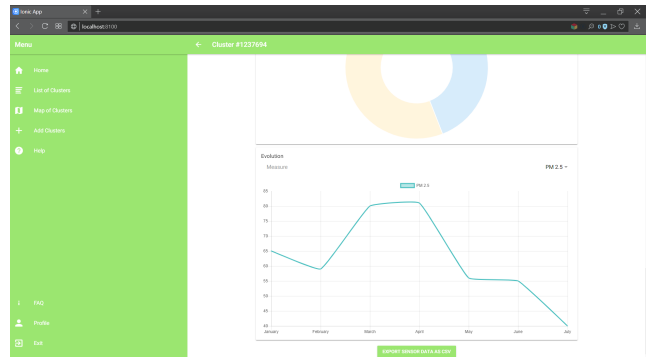 Ionic App
localhost:8100
Menu
Cluster #1237694
Home
List of Clusters
Map of Clusters
Add Clusters
Help
FAQ
Profile
Exit
Evolution
Measure
PM 2.5
PM 2.5
85
80
75
70
65
60
55
50
45
40
January
February
March
April
May
June
July
EXPORT SENSOR DATA AS CSV